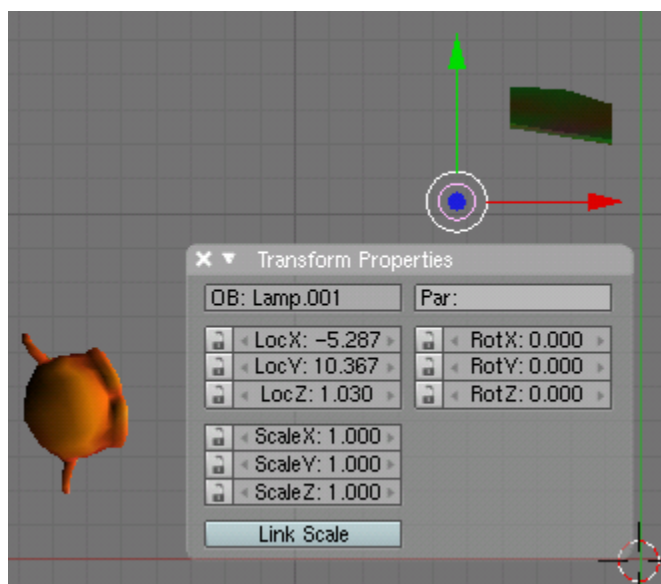 Transform Properties
OB: Lamp.001
Par:
LocX: -5.287
RotX: 0.000
LocY: 10.367
RotY: 0.000
LocZ: 1.030
RotZ: 0.000
ScaleX: 1.000
ScaleY: 1.000
ScaleZ: 1.000
Link Scale